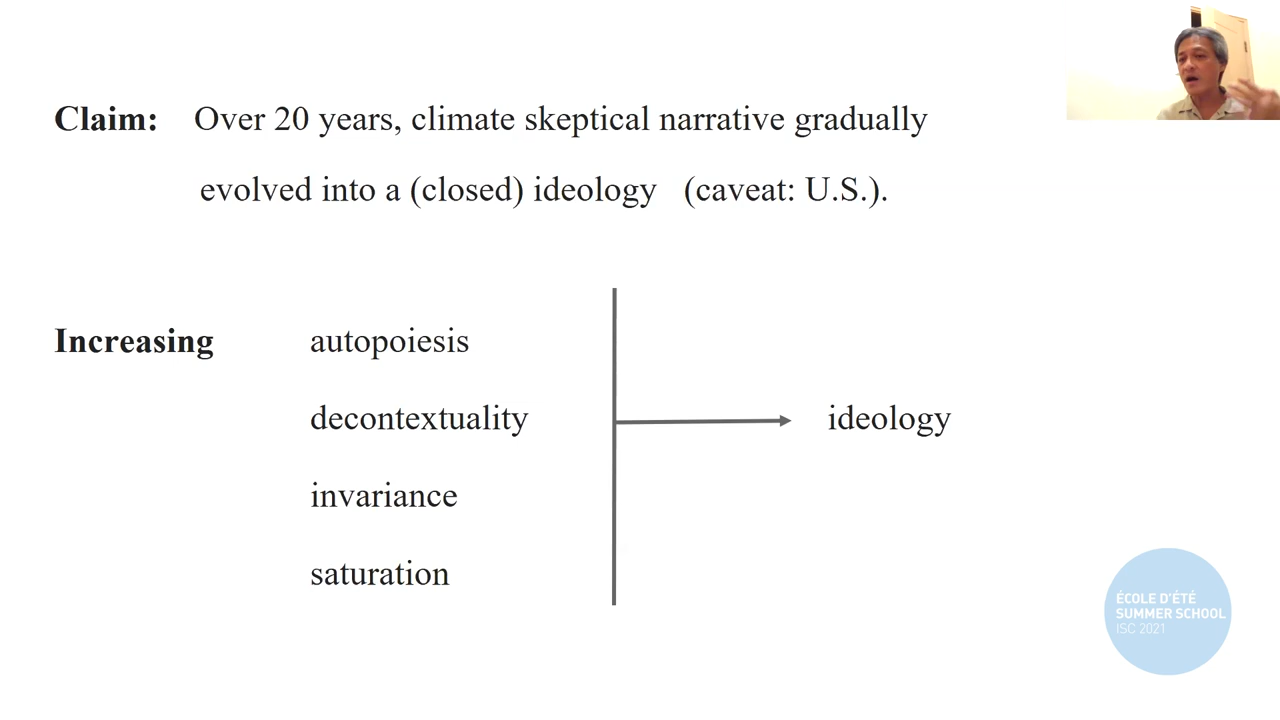 Claim: Over 20 years, climate skeptical narrative gradually
evolved into a (closed) ideology (caveat: U.S.).
Increasing autopoiesis
decontextuality ideology
invariance
saturation
ÉCOLE D'ÉTÉ
SUMMER SCHOOL
ISC 2021